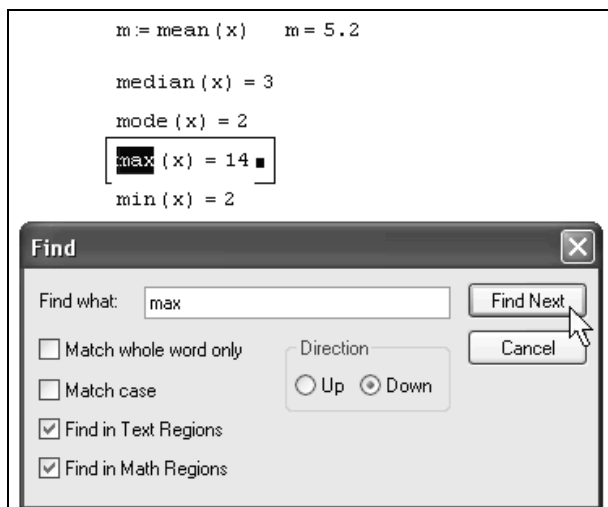 m := mean (x) m = 5.2
median (x) = 3
mode (x) = 2
max (x) = 14
min (x) = 2
Find
Find what: max Find Next
Match whole word only Direction Cancel
Match case Up Down
Find in Text Regions
Find in Math Regions